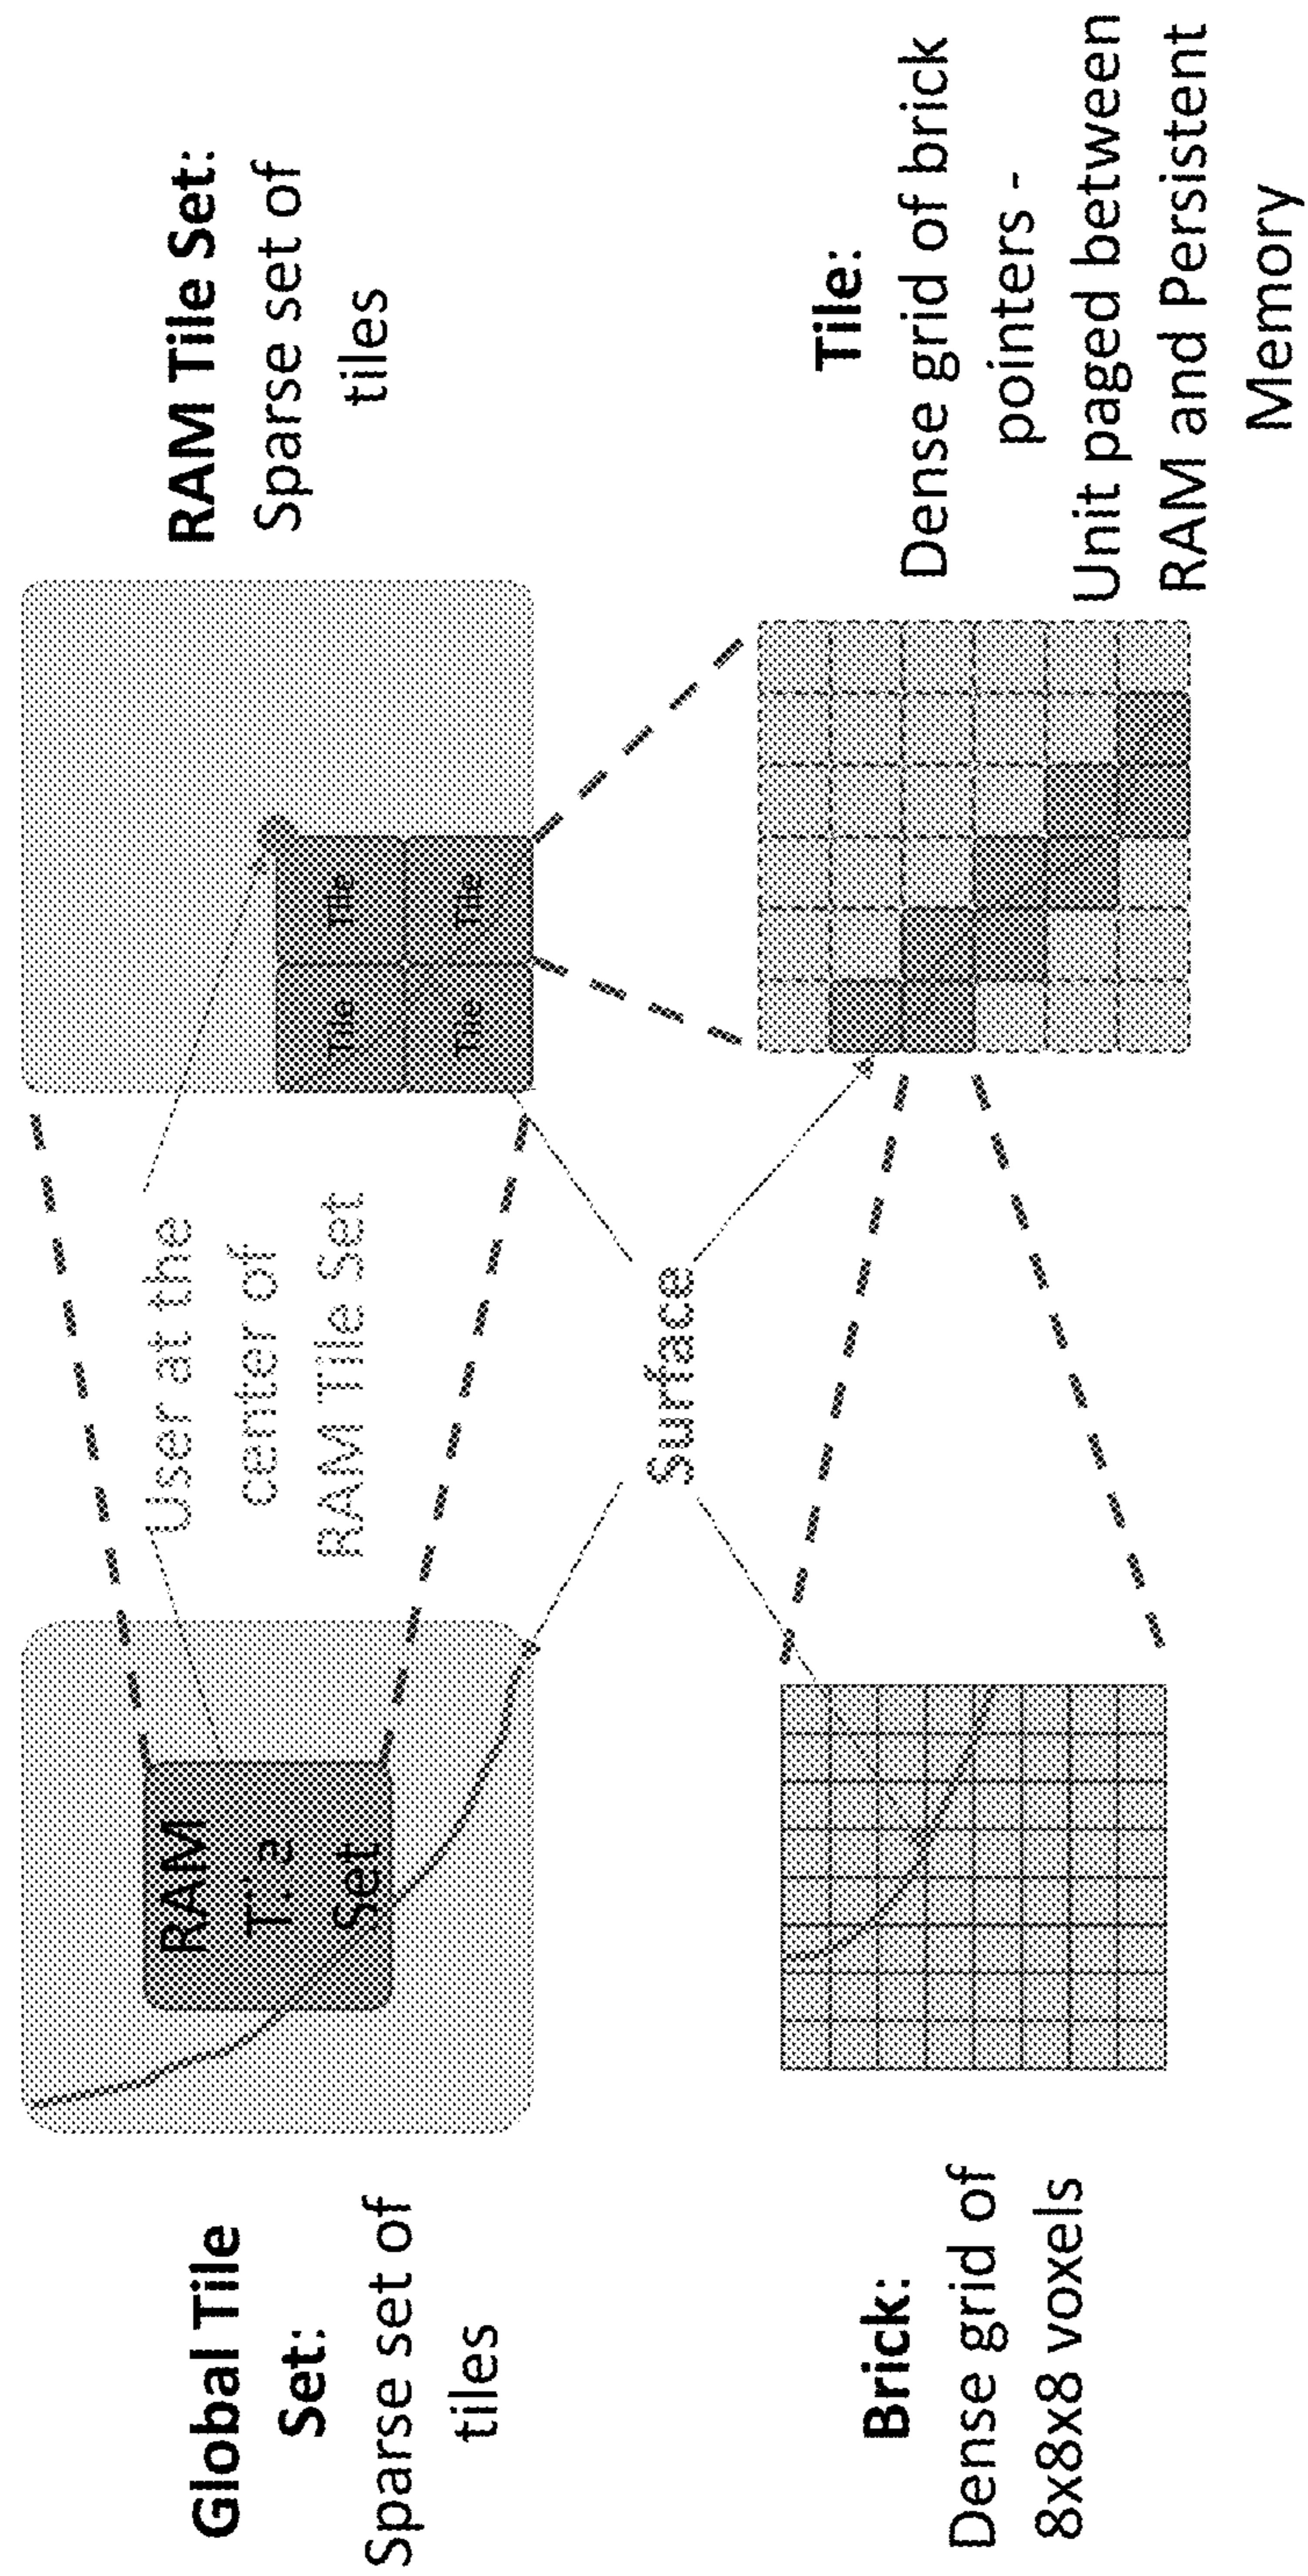 Global Tile
Set:
Sparse set of
tiles
RAM
Tile
Set
User at the
center of
RAM Tile Set
Tile
Tile
Tile
Tile
RAM Tile Set:
Sparse set of
tiles
Surface
Brick:
Dense grid of
8x8x8 voxels
Tile:
Dense grid of brick
pointers -
Unit paged between
RAM and Persistent
Memory